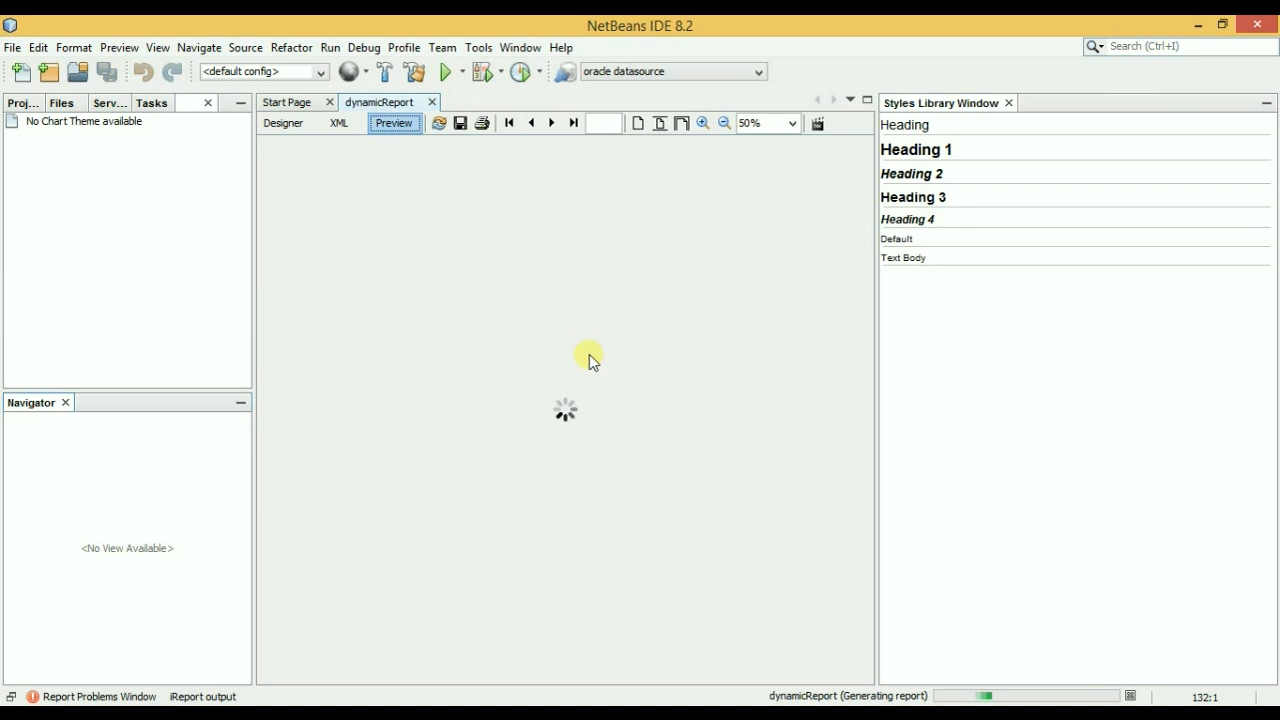 NetBeans IDE 8.2
File Edit Format Preview View Navigate Source Refactor Run Debug Profile Team Tools Window Help
Search (Ctrl+I)
<default config>
oracle datasource
Proj... Files Serv... Tasks
Start Page dynamicReport
Styles Library Window
No Chart Theme available
Designer XML Preview 50%
Heading
Heading 1
Heading 2
Heading 3
Heading 4
Default
Text Body
Navigator
<No View Available>
Report Problems Window iReport output dynamicReport (Generating report) 132:1